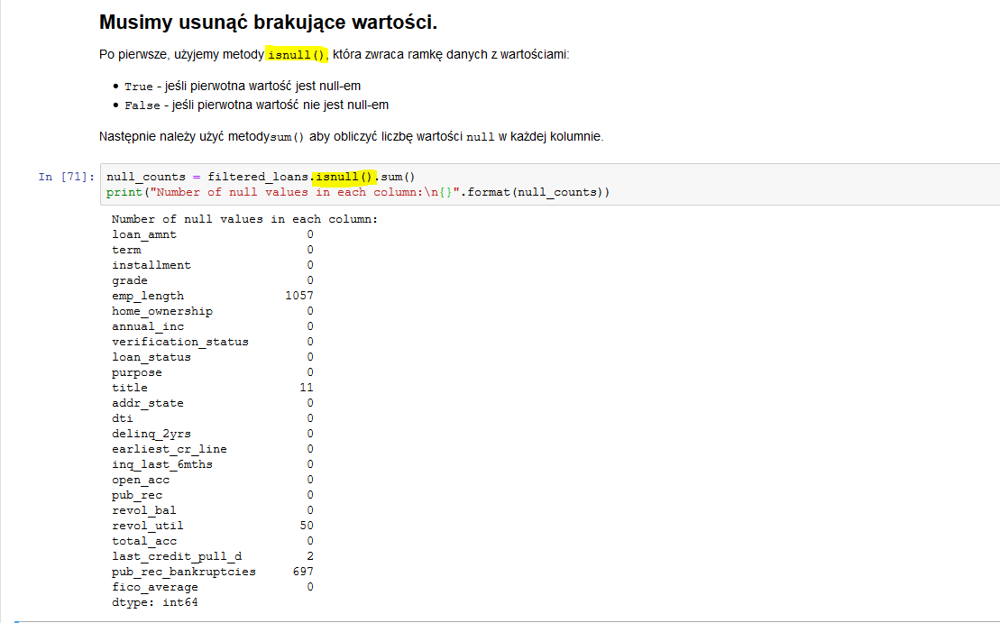 Musimy usunąć brakujące wartości.
Po pierwsze, użyjemy metody isnull(), która zwraca ramkę danych z wartościami:
• True - jeśli pierwotna wartość jest null-em
• False - jeśli pierwotna wartość nie jest null-em
Następnie należy użyć metodysum() aby obliczyć liczbę wartości null w każdej kolumnie.
In [71]: null_counts = filtered_loans.isnull().sum()
print("Number of null values in each column:\n{}".format(null_counts))
Number of null values in each column:
loan_amnt 0
term 0
installment 0
grade 0
emp_length 1057
home_ownership 0
annual_inc 0
verification_status 0
loan_status 0
purpose 0
title 11
addr_state 0
dti 0
delinq_2yrs 0
earliest_cr_line 0
inq_last_6mths 0
open_acc 0
pub_rec 0
revol_bal 0
revol_util 50
total_acc 0
last_credit_pull_d 2
pub_rec_bankruptcies 697
fico_average 0
dtype: int64